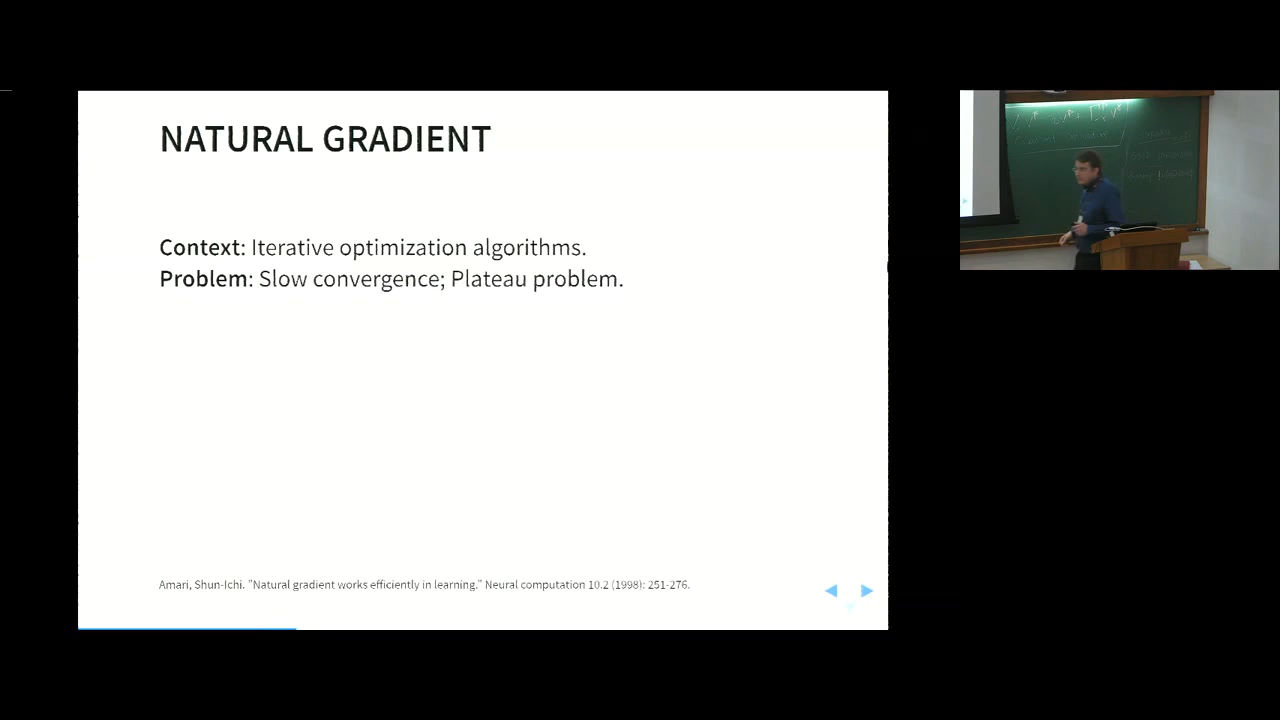 NATURAL GRADIENT
Context: Iterative optimization algorithms.
Problem: Slow convergence; Plateau problem.
Amari, Shun-Ichi. "Natural gradient works efficiently in learning." Neural computation 10.2 (1998): 251-276.